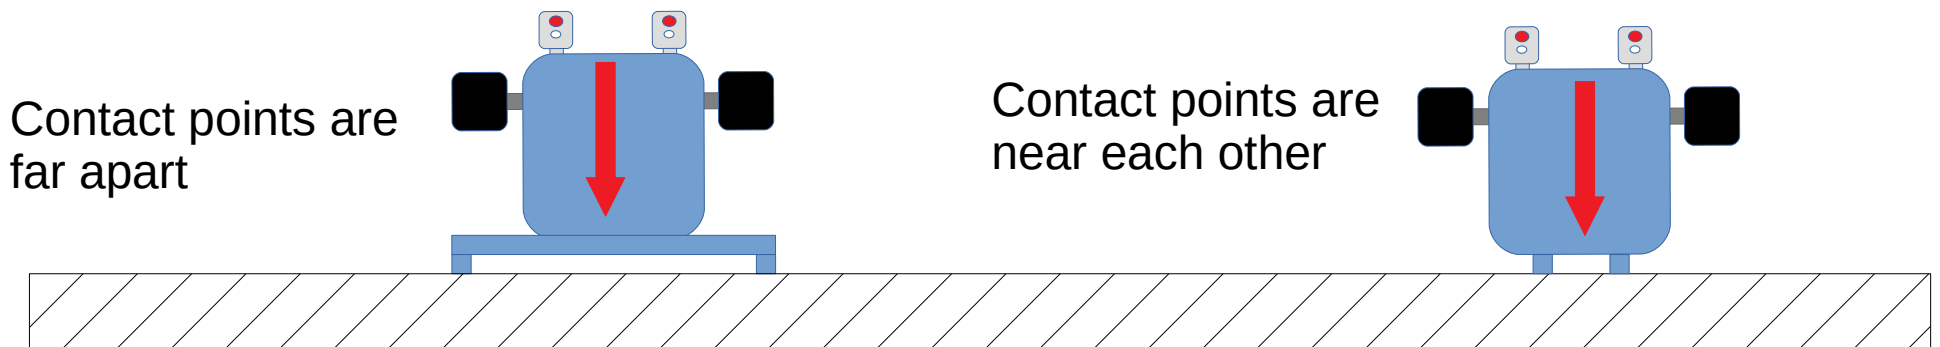 Contact points are
far apart
Contact points are
near each other